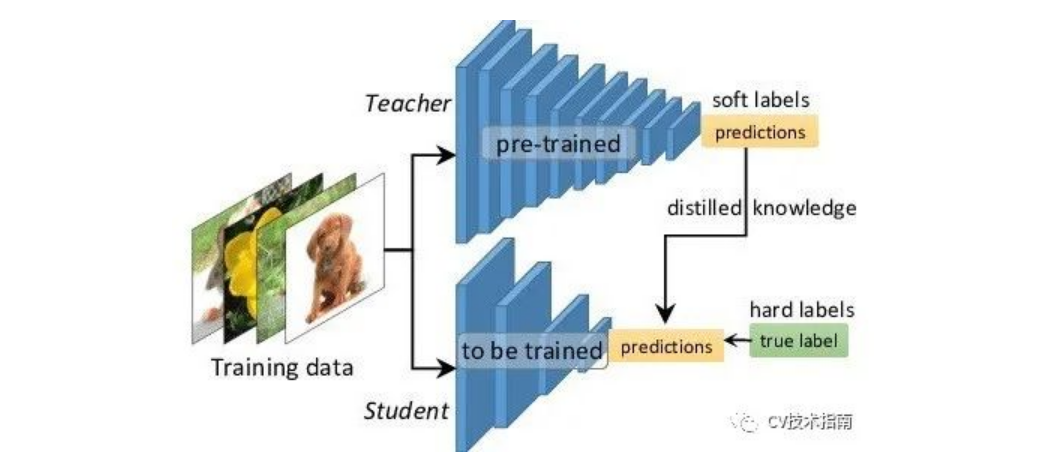 Teacher
pre-trained
soft labels
predictions
distilled knowledge
Training data
to be trained
predictions
hard labels
true label
Student
CV技术指南